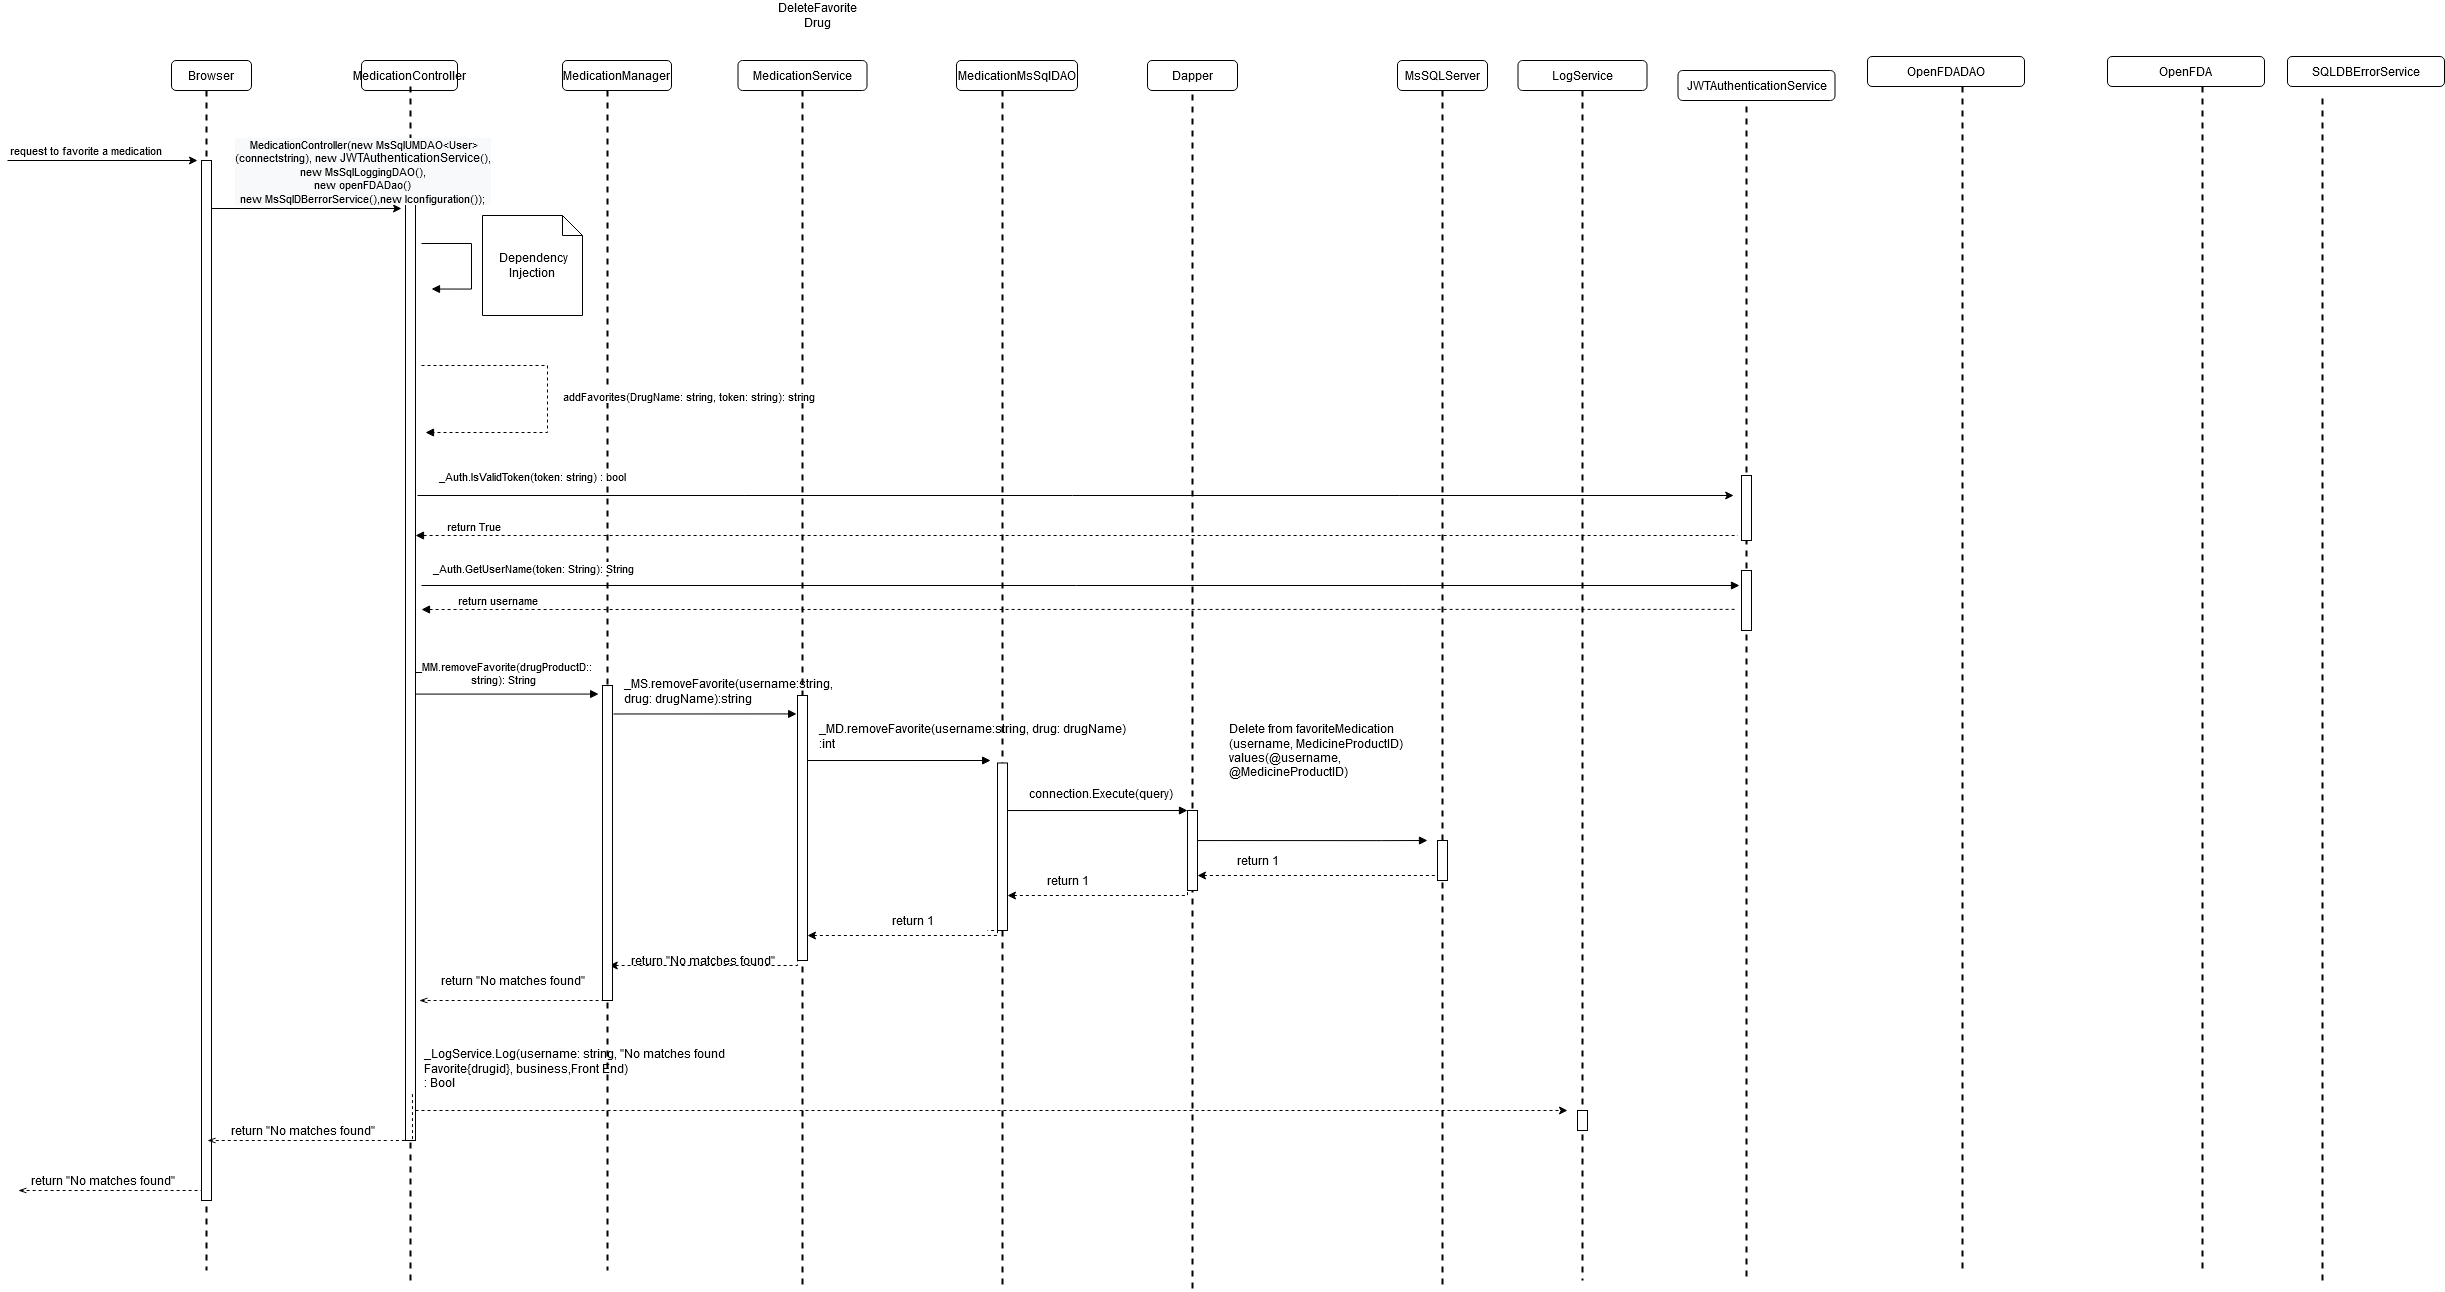 DeleteFavorite
Drug
Browser
MedicationController
MedicationManager
MedicationService
MedicationMsSqlDAO
Dapper
MsSQLServer
LogService
JWTAuthenticationService
OpenFDADAO
OpenFDA
SQLDBErrorService
request to favorite a medication
MedicationController(new MsSqlUMDAO<User>
(connectstring), new JWTAuthenticationService(),
new MsSqlLoggingDAO(),
new openFDADao()
new MsSqlDBerrorService(),new Iconfiguration());
Dependency
Injection
addFavorites(DrugName: string, token: string): string
_Auth.IsValidToken(token: string) : bool
return True
_Auth.GetUserName(token: String): String
return username
_MM.removeFavorite(drugProductD::
string): String
_MS.removeFavorite(username:string,
drug: drugName):string
_MD.removeFavorite(username:string, drug: drugName)
:int
Delete from favoriteMedication
(username, MedicineProductID)
values(@username,
@MedicineProductID)
connection.Execute(query)
return 1
return 1
return 1
return "No matches found"
return "No matches found"
_LogService.Log(username: string, "No matches found
Favorite{drugid}, business,Front End)
: Bool
return "No matches found"
return "No matches found"